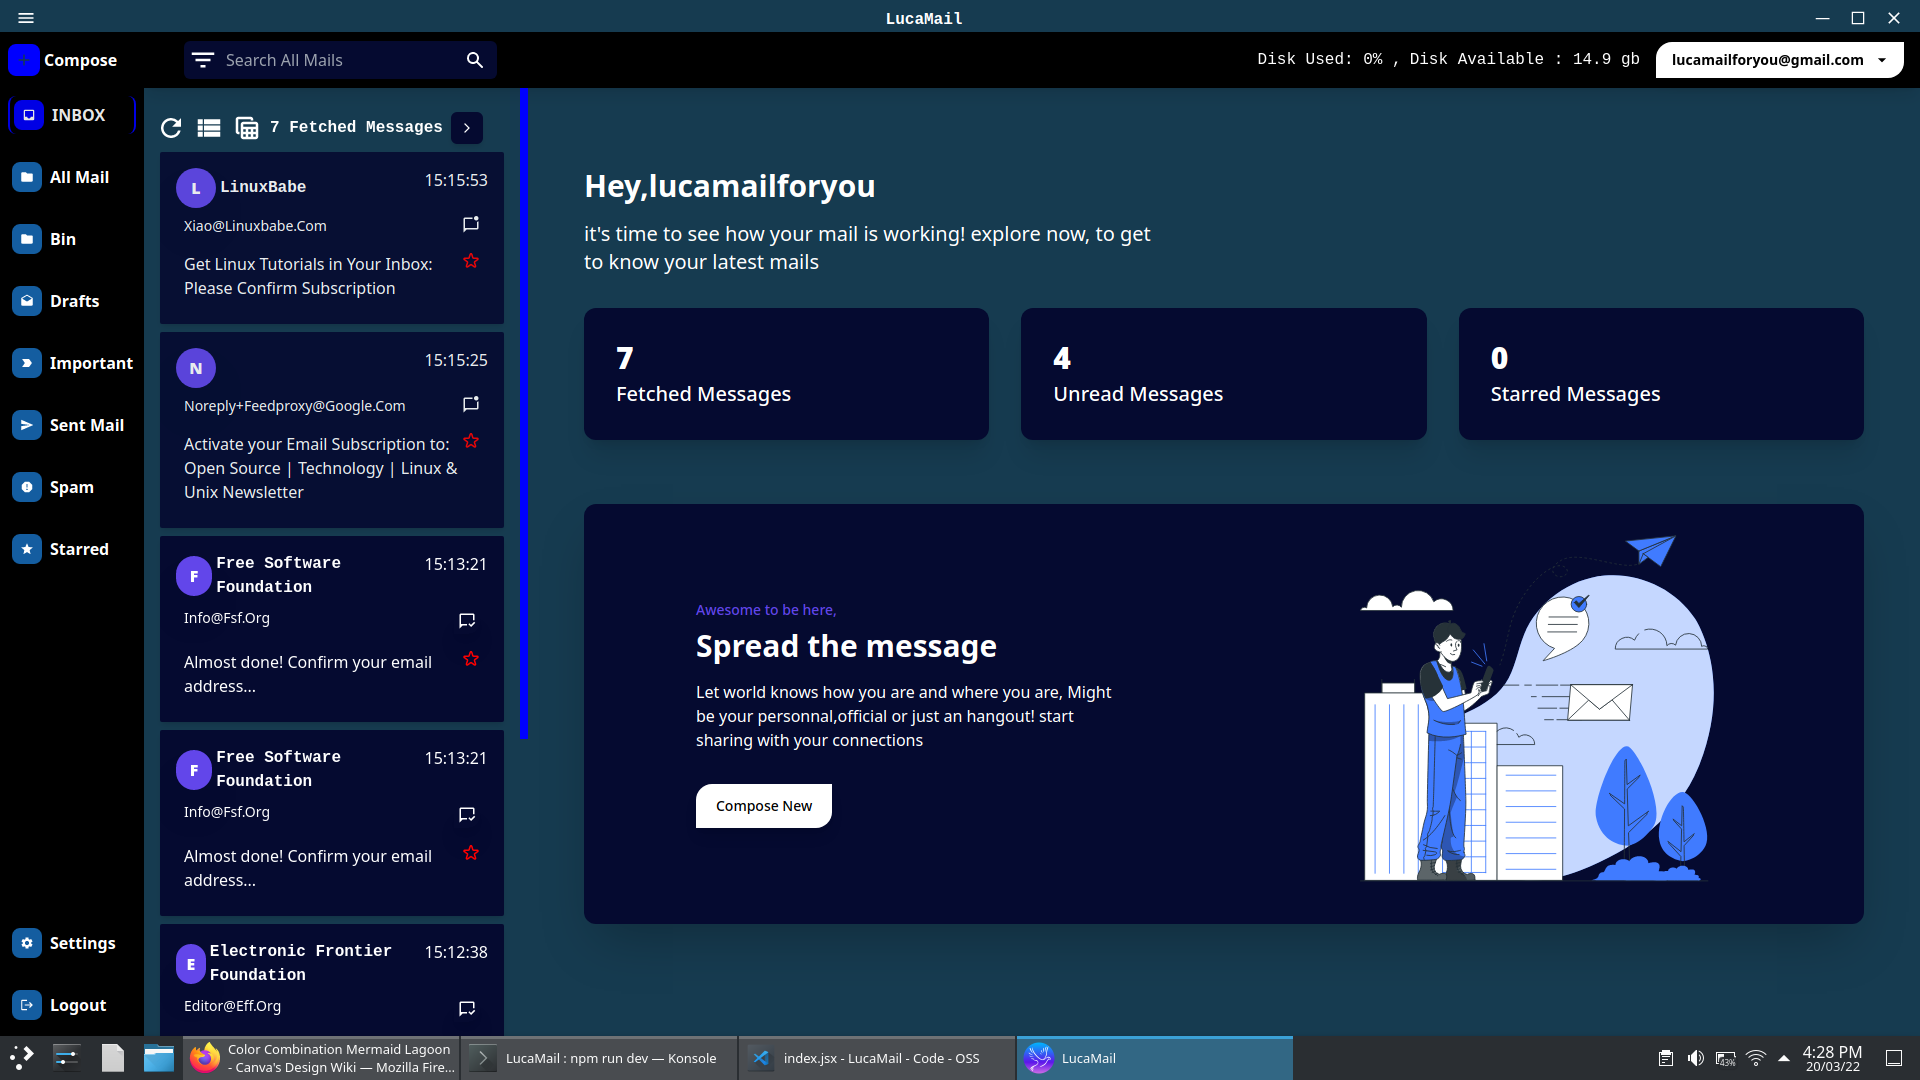 LucaMail
Compose
Search All Mails
Disk Used: 0% , Disk Available : 14.9 gb
lucamailforyou@gmail.com
INBOX
All Mail
Bin
Drafts
Important
Sent Mail
Spam
Starred
Settings
Logout
7 Fetched Messages
L
LinuxBabe
15:15:53
Xiao@Linuxbabe.Com
Get Linux Tutorials in Your Inbox:
Please Confirm Subscription
N
15:15:25
Noreply+Feedproxy@Google.Com
Activate your Email Subscription to:
Open Source | Technology | Linux &
Unix Newsletter
F
Free Software
Foundation
15:13:21
Info@Fsf.Org
Almost done! Confirm your email
address...
F
Free Software
Foundation
15:13:21
Info@Fsf.Org
Almost done! Confirm your email
address...
E
Electronic Frontier
Foundation
15:12:38
Editor@Eff.Org
Hey,lucamailforyou
it's time to see how your mail is working! explore now, to get
to know your latest mails
7
Fetched Messages
4
Unread Messages
0
Starred Messages
Awesome to be here,
Spread the message
Let world knows how you are and where you are, Might
be your personnal,official or just an hangout! start
sharing with your connections
Compose New
Color Combination Mermaid Lagoon
- Canva's Design Wiki — Mozilla Fire...
LucaMail : npm run dev — Konsole
index.jsx - LucaMail - Code - OSS
LucaMail
43%
4:28 PM
20/03/22